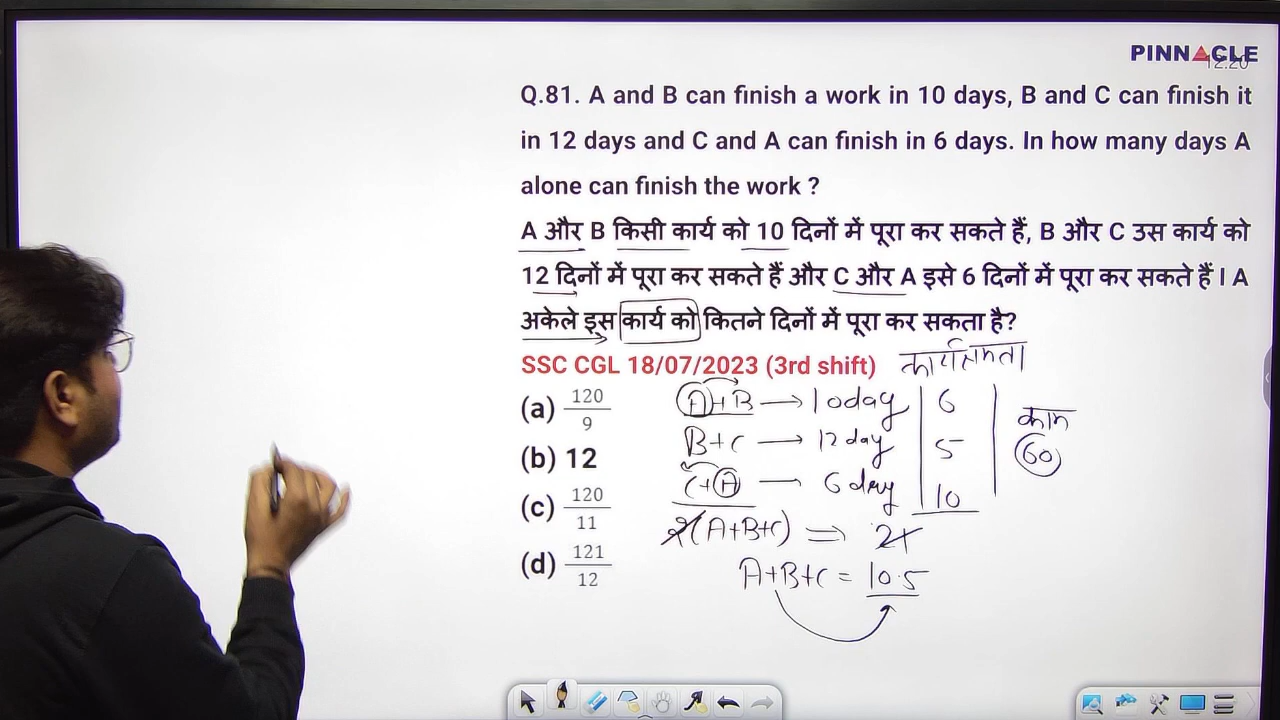 PINNACLE
12:20
Q.81. A and B can finish a work in 10 days, B and C can finish it
in 12 days and C and A can finish in 6 days. In how many days A
alone can finish the work ?
A और B किसी कार्य को 10 दिनों में पूरा कर सकते हैं, B और C उस कार्य को
12 दिनों में पूरा कर सकते हैं और C और A इसे 6 दिनों में पूरा कर सकते हैं I A
अकेले इस कार्य को कितने दिनों में पूरा कर सकता है?
SSC CGL 18/07/2023 (3rd shift) कार्यक्षमता
(a) 120/9 A+B → 10day 6 काम
(b) 12 B+C → 12 day 5 60
C+A — 6 day 10
(c) 120/11 2(A+B+C) ⇒ 21
(d) 121/12 A+B+C = 10.5